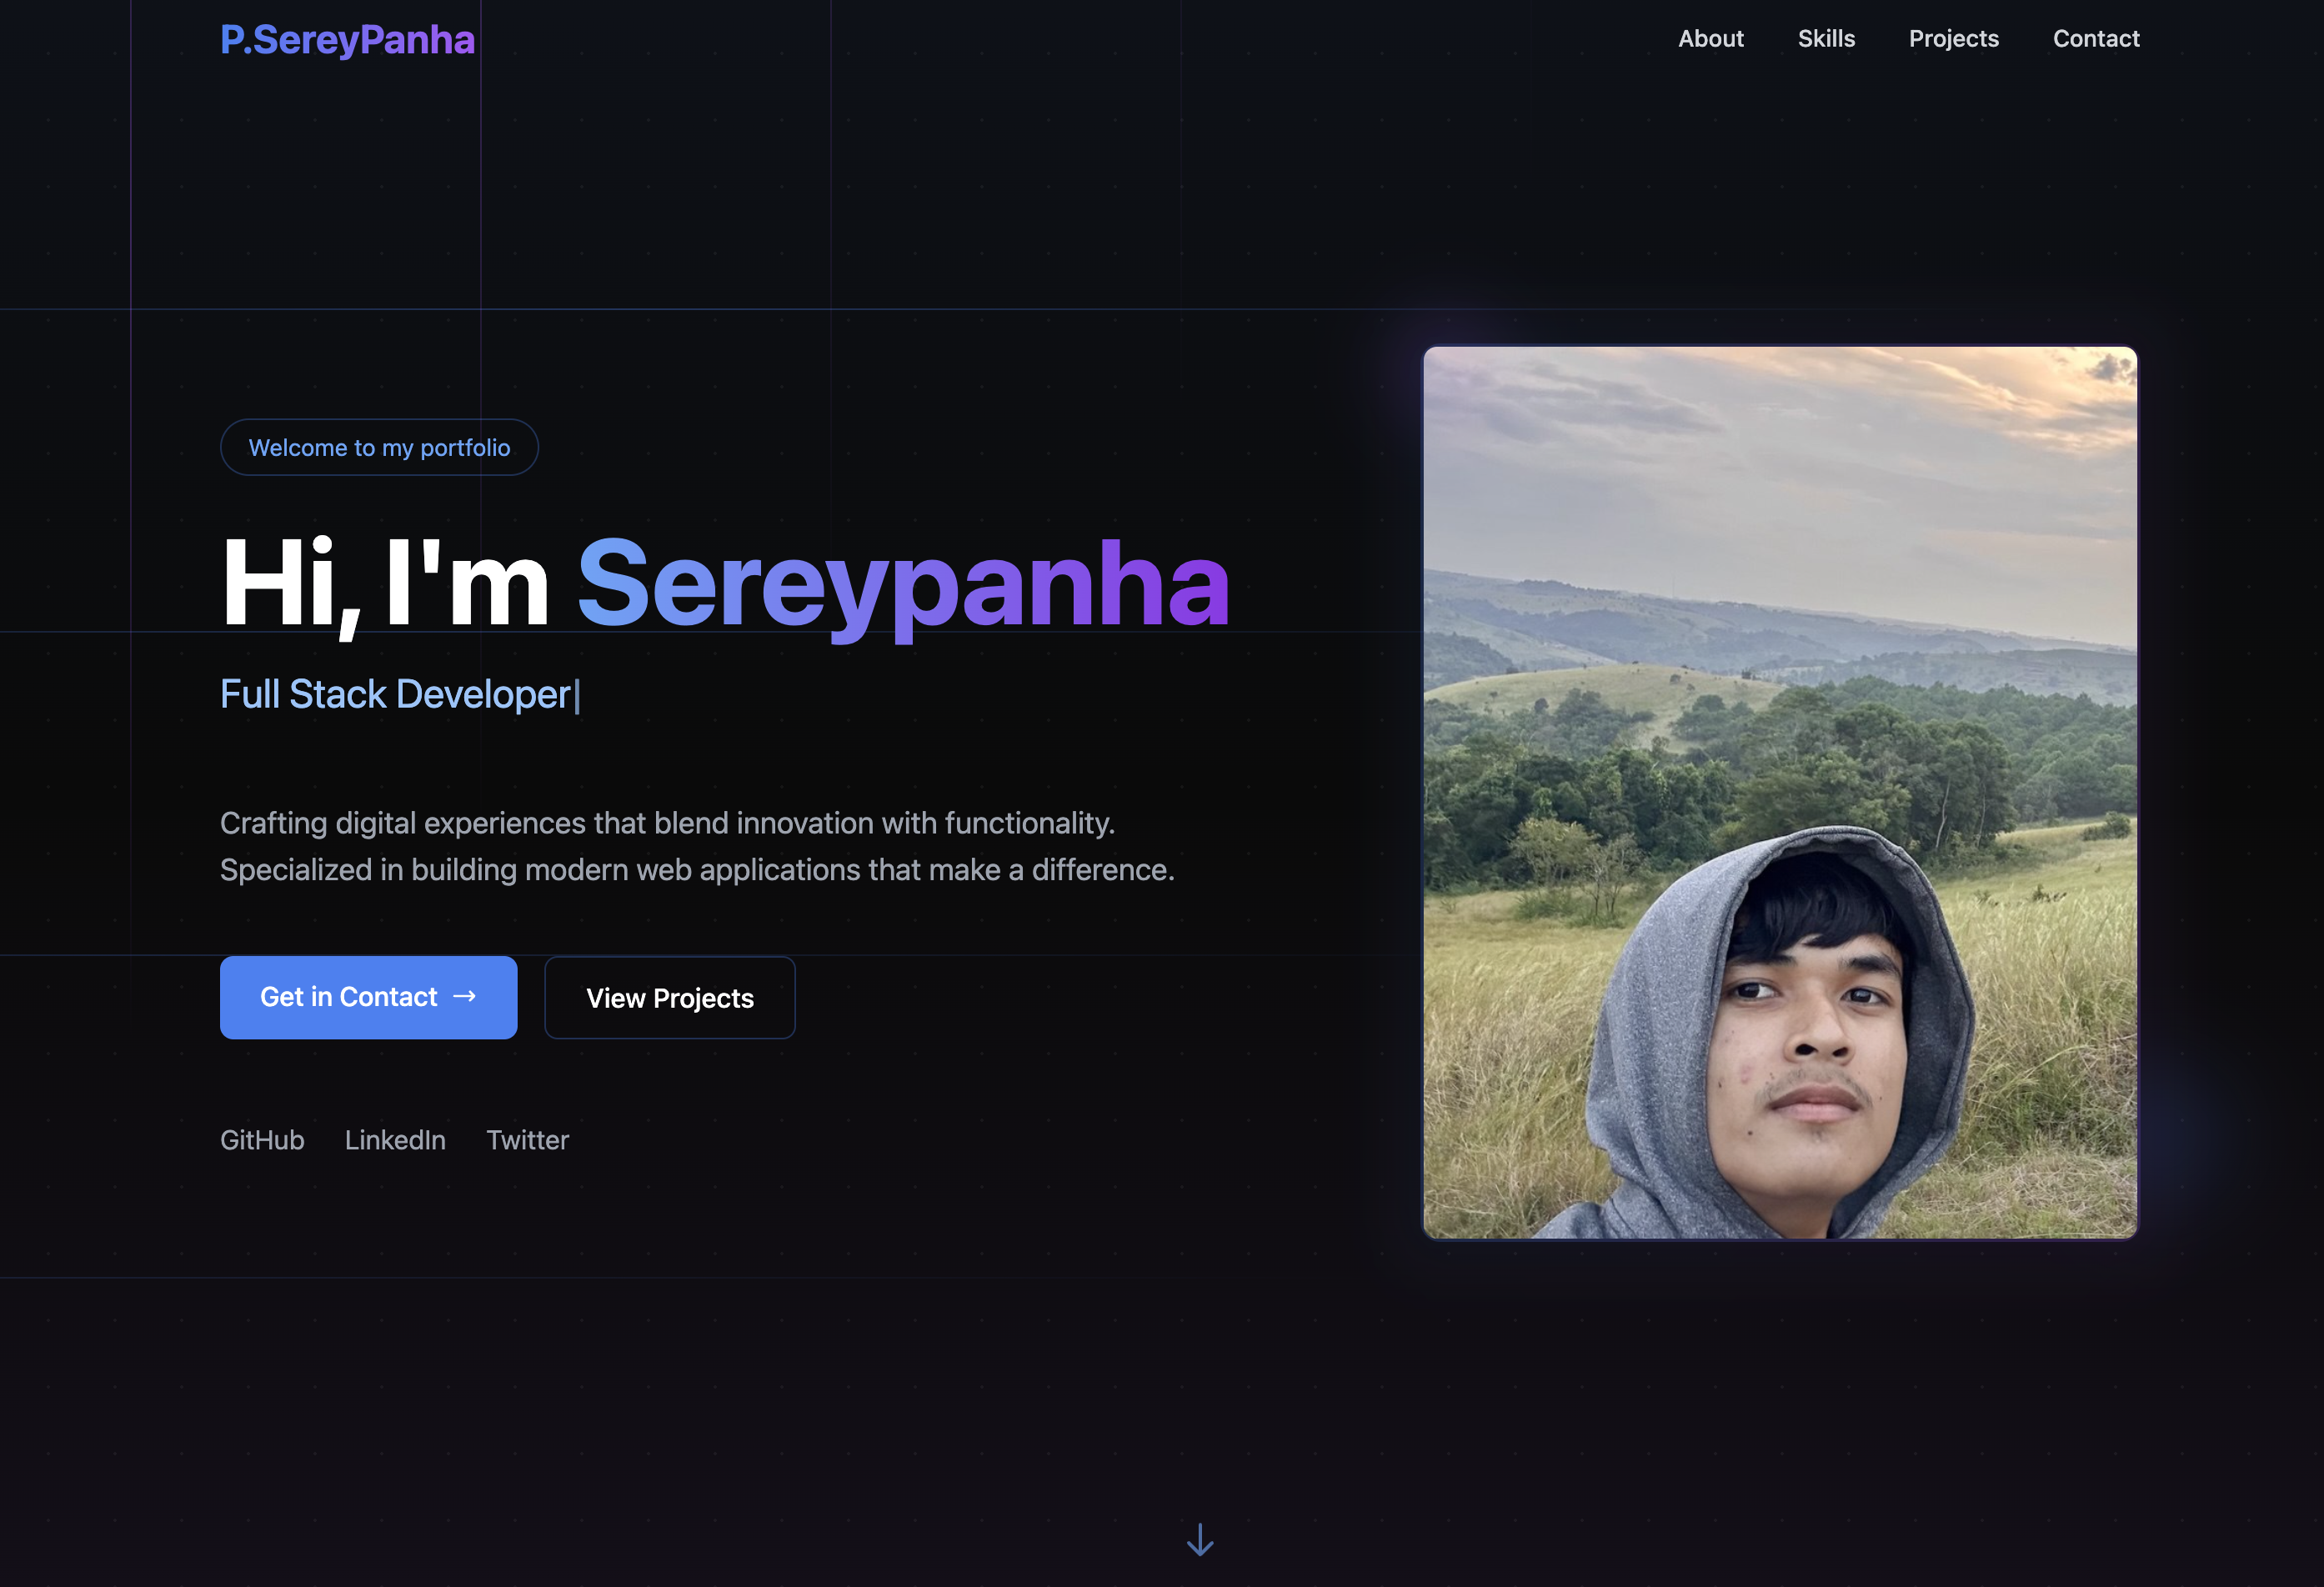 P.SereyPanha
About Skills Projects Contact
Welcome to my portfolio
Hi, I'm Sereypanha
Full Stack Developer|
Crafting digital experiences that blend innovation with functionality.
Specialized in building modern web applications that make a difference.
Get in Contact →
View Projects
GitHub LinkedIn Twitter